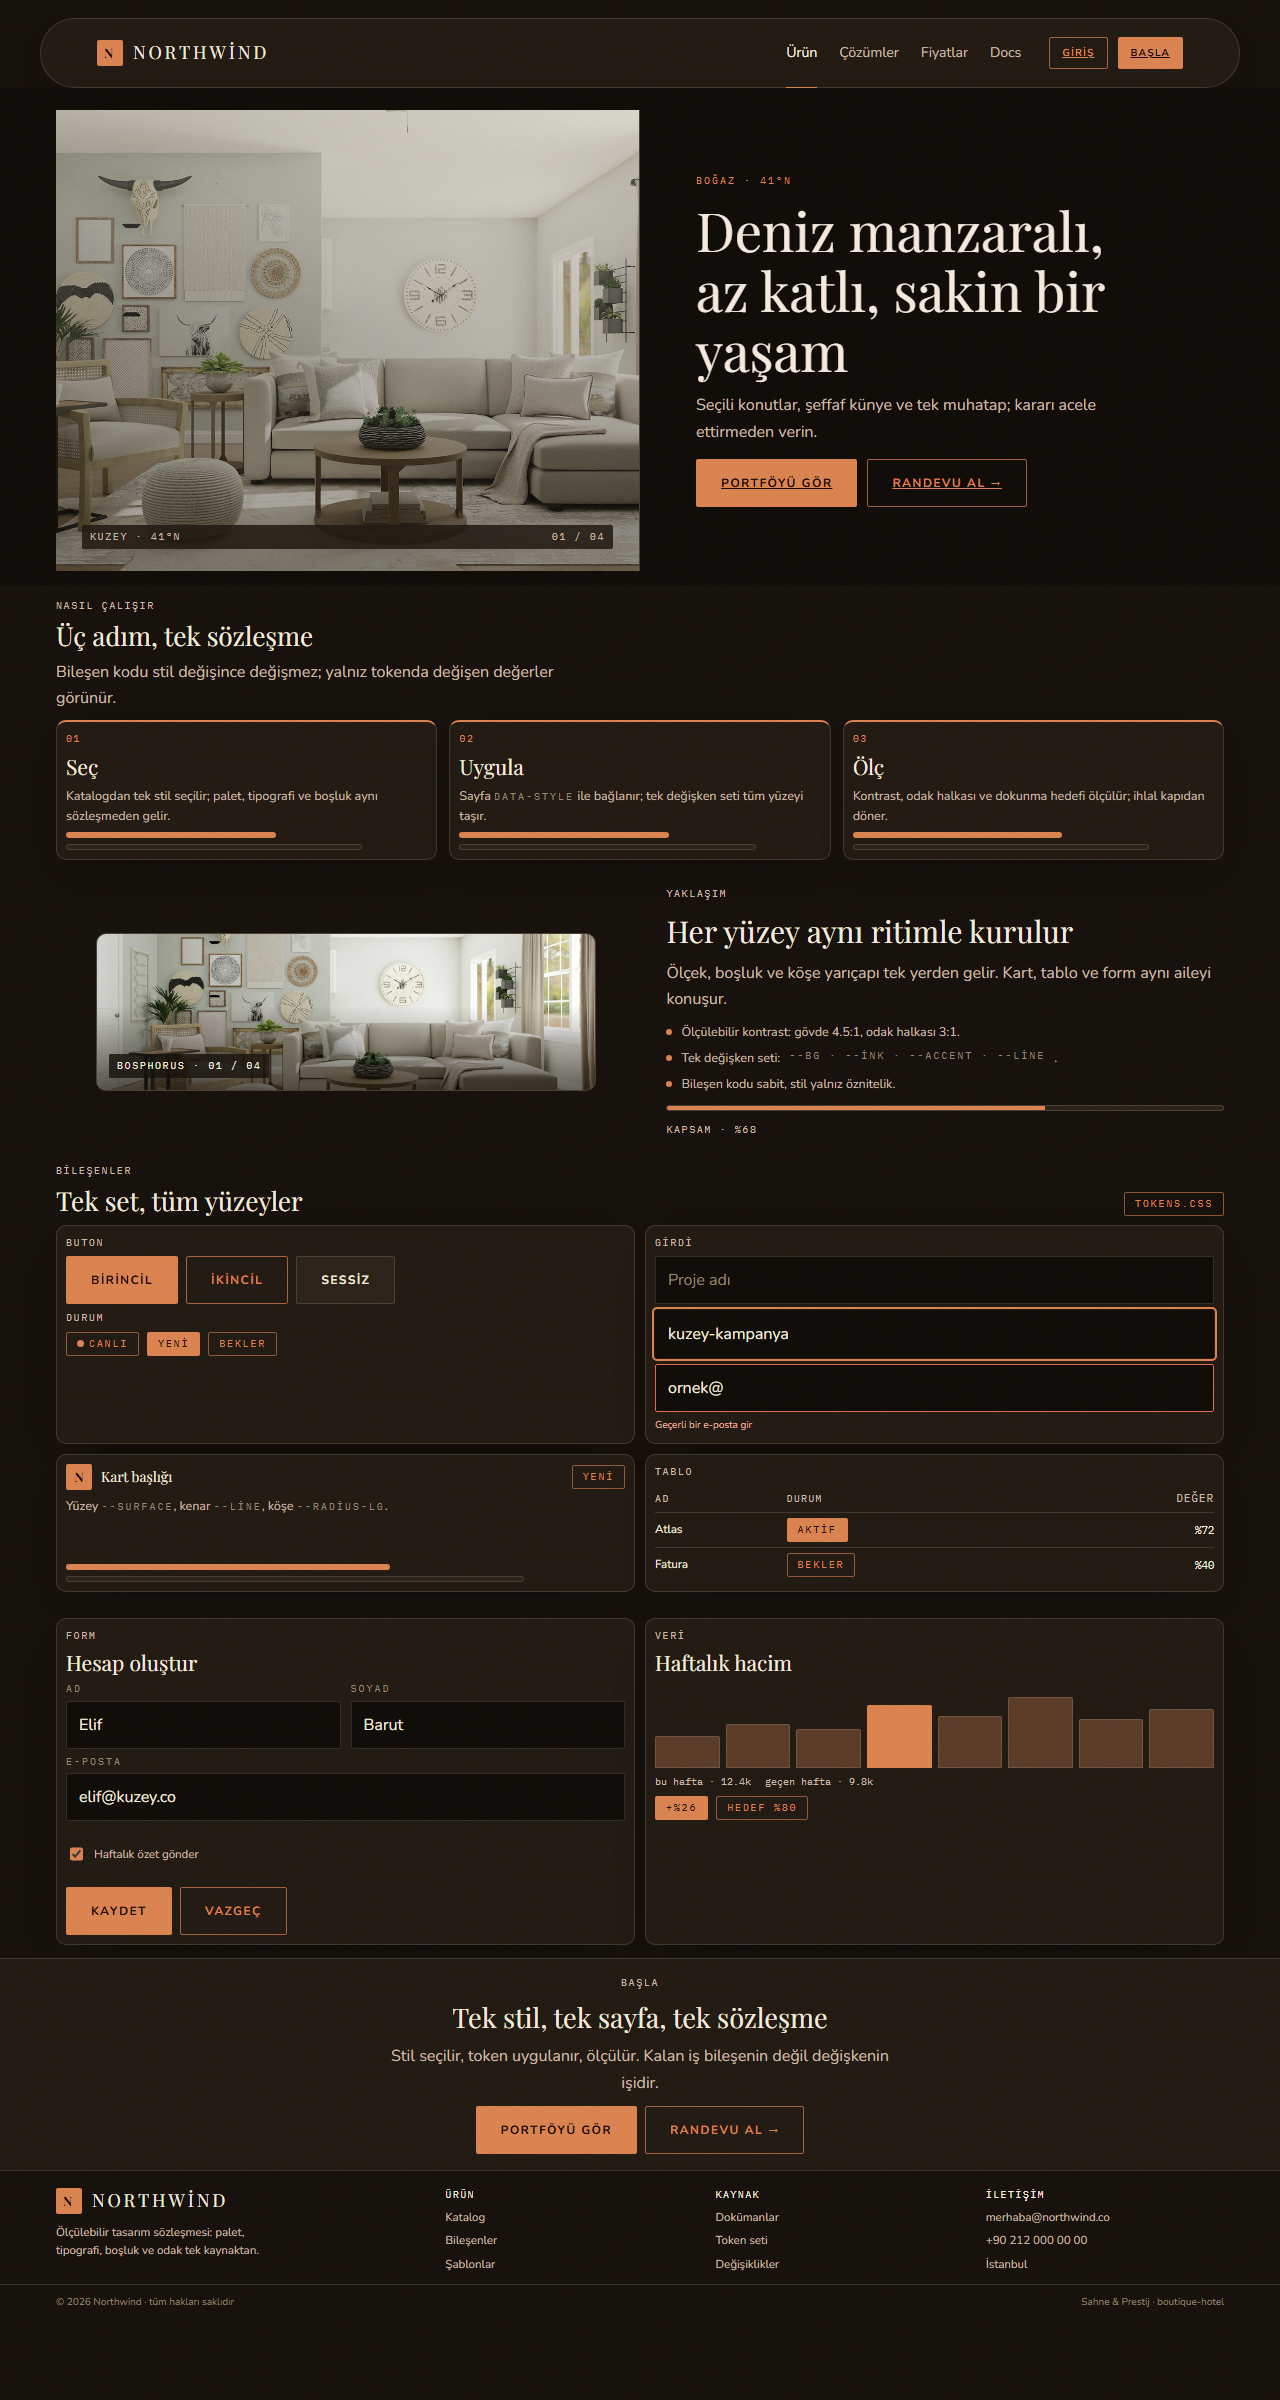 N NORTHWİND
Ürün Çözümler Fiyatlar Docs GİRİŞ BAŞLA
KUZEY · 41°N 01 / 04
BOĞAZ · 41°N
Deniz manzaralı,
az katlı, sakin bir
yaşam
Seçili konutlar, şeffaf künye ve tek muhatap; kararı acele
ettirmeden verin.
PORTFÖYÜ GÖR RANDEVU AL →
NASIL ÇALIŞIR
Üç adım, tek sözleşme
Bileşen kodu stil değişince değişmez; yalnız tokenda değişen değerler
görünür.
01
Seç
Katalogdan tek stil seçilir; palet, tipografi ve boşluk aynı
sözleşmeden gelir.
02
Uygula
Sayfa DATA-STYLE ile bağlanır; tek değişken seti tüm yüzeyi
taşır.
03
Ölç
Kontrast, odak halkası ve dokunma hedefi ölçülür; ihlal kapıdan
döner.
BOSPHORUS · 01 / 04
YAKLAŞIM
Her yüzey aynı ritimle kurulur
Ölçek, boşluk ve köşe yarıçapı tek yerden gelir. Kart, tablo ve form aynı aileyi
konuşur.
Ölçülebilir kontrast: gövde 4.5:1, odak halkası 3:1.
Tek değişken seti: --BG · --İNK · --ACCENT · --LİNE .
Bileşen kodu sabit, stil yalnız öznitelik.
KAPSAM · %68
BİLEŞENLER
Tek set, tüm yüzeyler
TOKENS.CSS
BUTON
BİRİNCİL İKİNCİL SESSİZ
DURUM
CANLI YENİ BEKLER
GİRDİ
Proje adı
kuzey-kampanya
ornek@
Geçerli bir e-posta gir
N Kart başlığı YENİ
Yüzey --SURFACE, kenar --LİNE, köşe --RADİUS-LG.
TABLO
AD DURUM DEĞER
Atlas AKTİF %72
Fatura BEKLER %40
FORM
Hesap oluştur
AD SOYAD
Elif Barut
E-POSTA
elif@kuzey.co
Haftalık özet gönder
KAYDET VAZGEÇ
VERİ
Haftalık hacim
bu hafta · 12.4k geçen hafta · 9.8k
+%26 HEDEF %80
BAŞLA
Tek stil, tek sayfa, tek sözleşme
Stil seçilir, token uygulanır, ölçülür. Kalan iş bileşenin değil değişkenin
işidir.
PORTFÖYÜ GÖR RANDEVU AL →
N NORTHWİND
Ölçülebilir tasarım sözleşmesi: palet,
tipografi, boşluk ve odak tek kaynaktan.
ÜRÜN
Katalog
Bileşenler
Şablonlar
KAYNAK
Dokümanlar
Token seti
Değişiklikler
İLETİŞİM
merhaba@northwind.co
+90 212 000 00 00
İstanbul
© 2026 Northwind · tüm hakları saklıdır
Sahne & Prestij · boutique-hotel